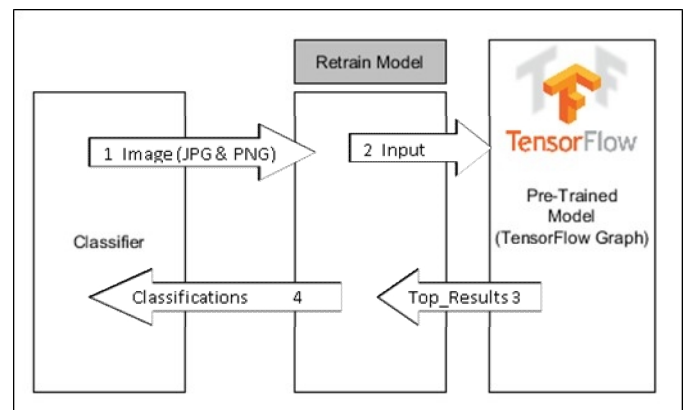 Retrain Model
1 Image (JPG & PNG)
2 Input
TensorFlow
Pre-Trained
Model
(TensorFlow Graph)
Classifier
Classifications 4
Top_Results 3